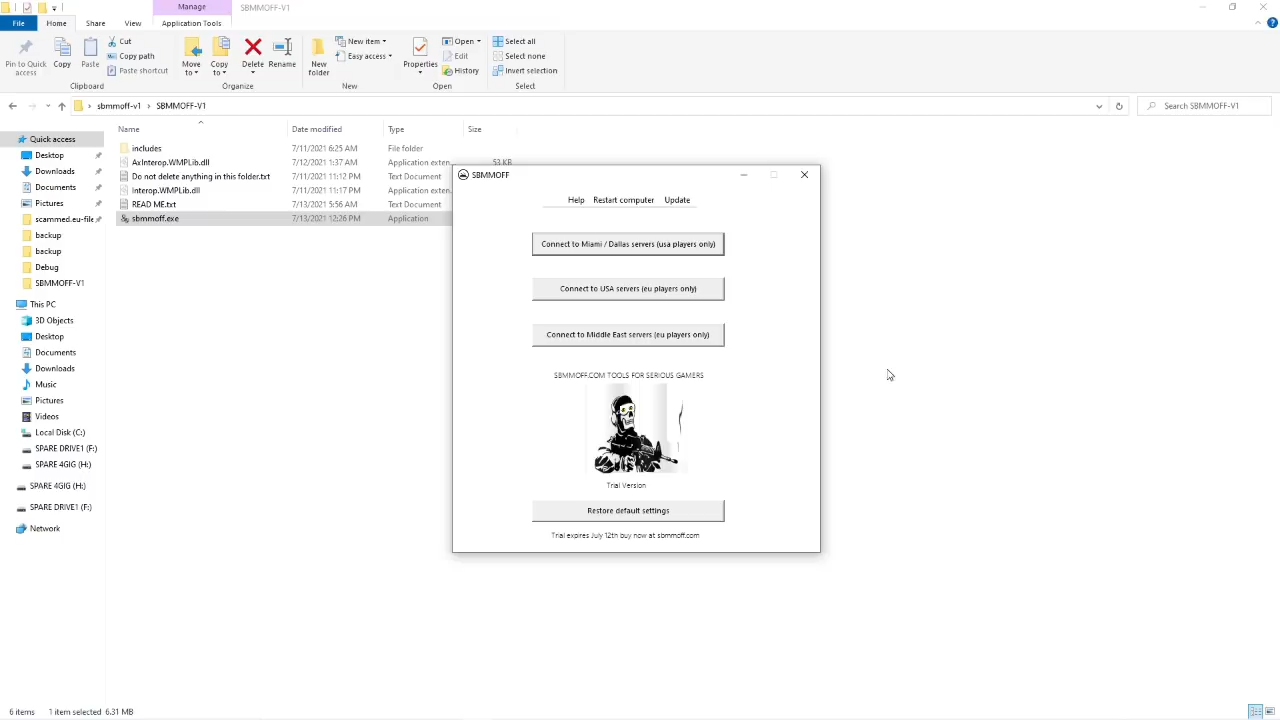 Manage
SBMMOFF-V1
File
Home
Share
View
Application Tools
Pin to Quick access
Copy
Paste
Cut
Copy path
Paste shortcut
Clipboard
Move to
Copy to
Delete
Rename
Organize
New folder
New item
Easy access
New
Properties
Open
Edit
History
Open
Select all
Select none
Invert selection
Select
sbmmoff-v1 › SBMMOFF-V1
Search SBMMOFF-V1
Name Date modified Type Size
includes 7/11/2021 6:25 AM File folder
AxInterop.WMPLib.dll 7/12/2021 1:37 AM Application exten... 53 KB
Do not delete anything in this folder.txt 7/11/2021 11:12 PM Text Document
Interop.WMPLib.dll 7/11/2021 11:17 PM Application exten...
READ ME.txt 7/13/2021 5:56 AM Text Document
sbmmoff.exe 7/13/2021 12:26 PM Application
Quick access
Desktop
Downloads
Documents
Pictures
scammed.eu-file
backup
backup
Debug
SBMMOFF-V1
This PC
3D Objects
Desktop
Documents
Downloads
Music
Pictures
Videos
Local Disk (C:)
SPARE DRIVE1 (F:)
SPARE 4GIG (H:)
SPARE 4GIG (H:)
SPARE DRIVE1 (F:)
Network
SBMMOFF
Help Restart computer Update
Connect to Miami / Dallas servers (usa players only)
Connect to USA servers (eu players only)
Connect to Middle East servers (eu players only)
SBMMOFF.COM TOOLS FOR SERIOUS GAMERS
Trial Version
Restore default settings
Trial expires July 12th buy now at sbmmoff.com
6 items 1 item selected 6.31 MB